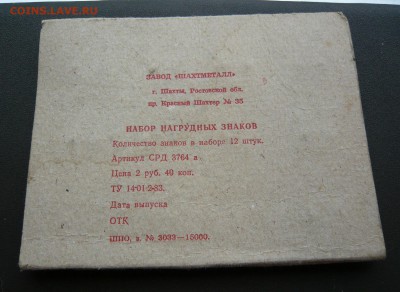 COINS.LAVE.RU
ЗАВОД «ШАХТМЕТАЛЛ»
г. Шахты, Ростовской обл.
пр. Красный Шахтер № 35
НАБОР НАГРУДНЫХ ЗНАКОВ
Количество знаков в наборе 12 штук.
Артикул СРД 3764 а
Цена 2 руб. 40 коп.
ТУ 14-01-2-83.
Дата выпуска
ОТК
ШПО, з. № 3033—15000.